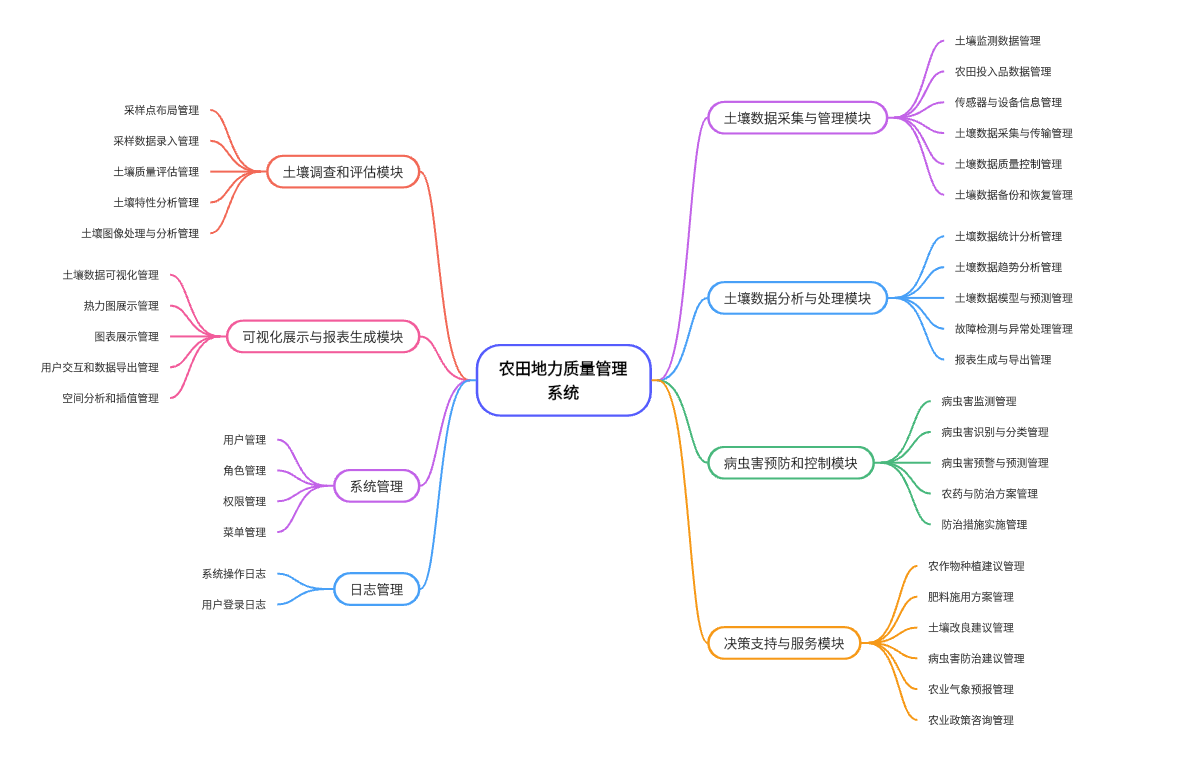 农田地力质量管理
系统
土壤数据采集与管理模块
土壤监测数据管理
农田投入品数据管理
传感器与设备信息管理
土壤数据采集与传输管理
土壤数据质量控制管理
土壤数据备份和恢复管理
土壤数据分析与处理模块
土壤数据统计分析管理
土壤数据趋势分析管理
土壤数据模型与预测管理
故障检测与异常处理管理
报表生成与导出管理
病虫害预防和控制模块
病虫害监测管理
病虫害识别与分类管理
病虫害预警与预测管理
农药与防治方案管理
防治措施实施管理
决策支持与服务模块
农作物种植建议管理
肥料施用方案管理
土壤改良建议管理
病虫害防治建议管理
农业气象预报管理
农业政策咨询管理
土壤调查和评估模块
采样点布局管理
采样数据录入管理
土壤质量评估管理
土壤特性分析管理
土壤图像处理与分析管理
可视化展示与报表生成模块
土壤数据可视化管理
热力图展示管理
图表展示管理
用户交互和数据导出管理
空间分析和插值管理
系统管理
用户管理
角色管理
权限管理
菜单管理
日志管理
系统操作日志
用户登录日志